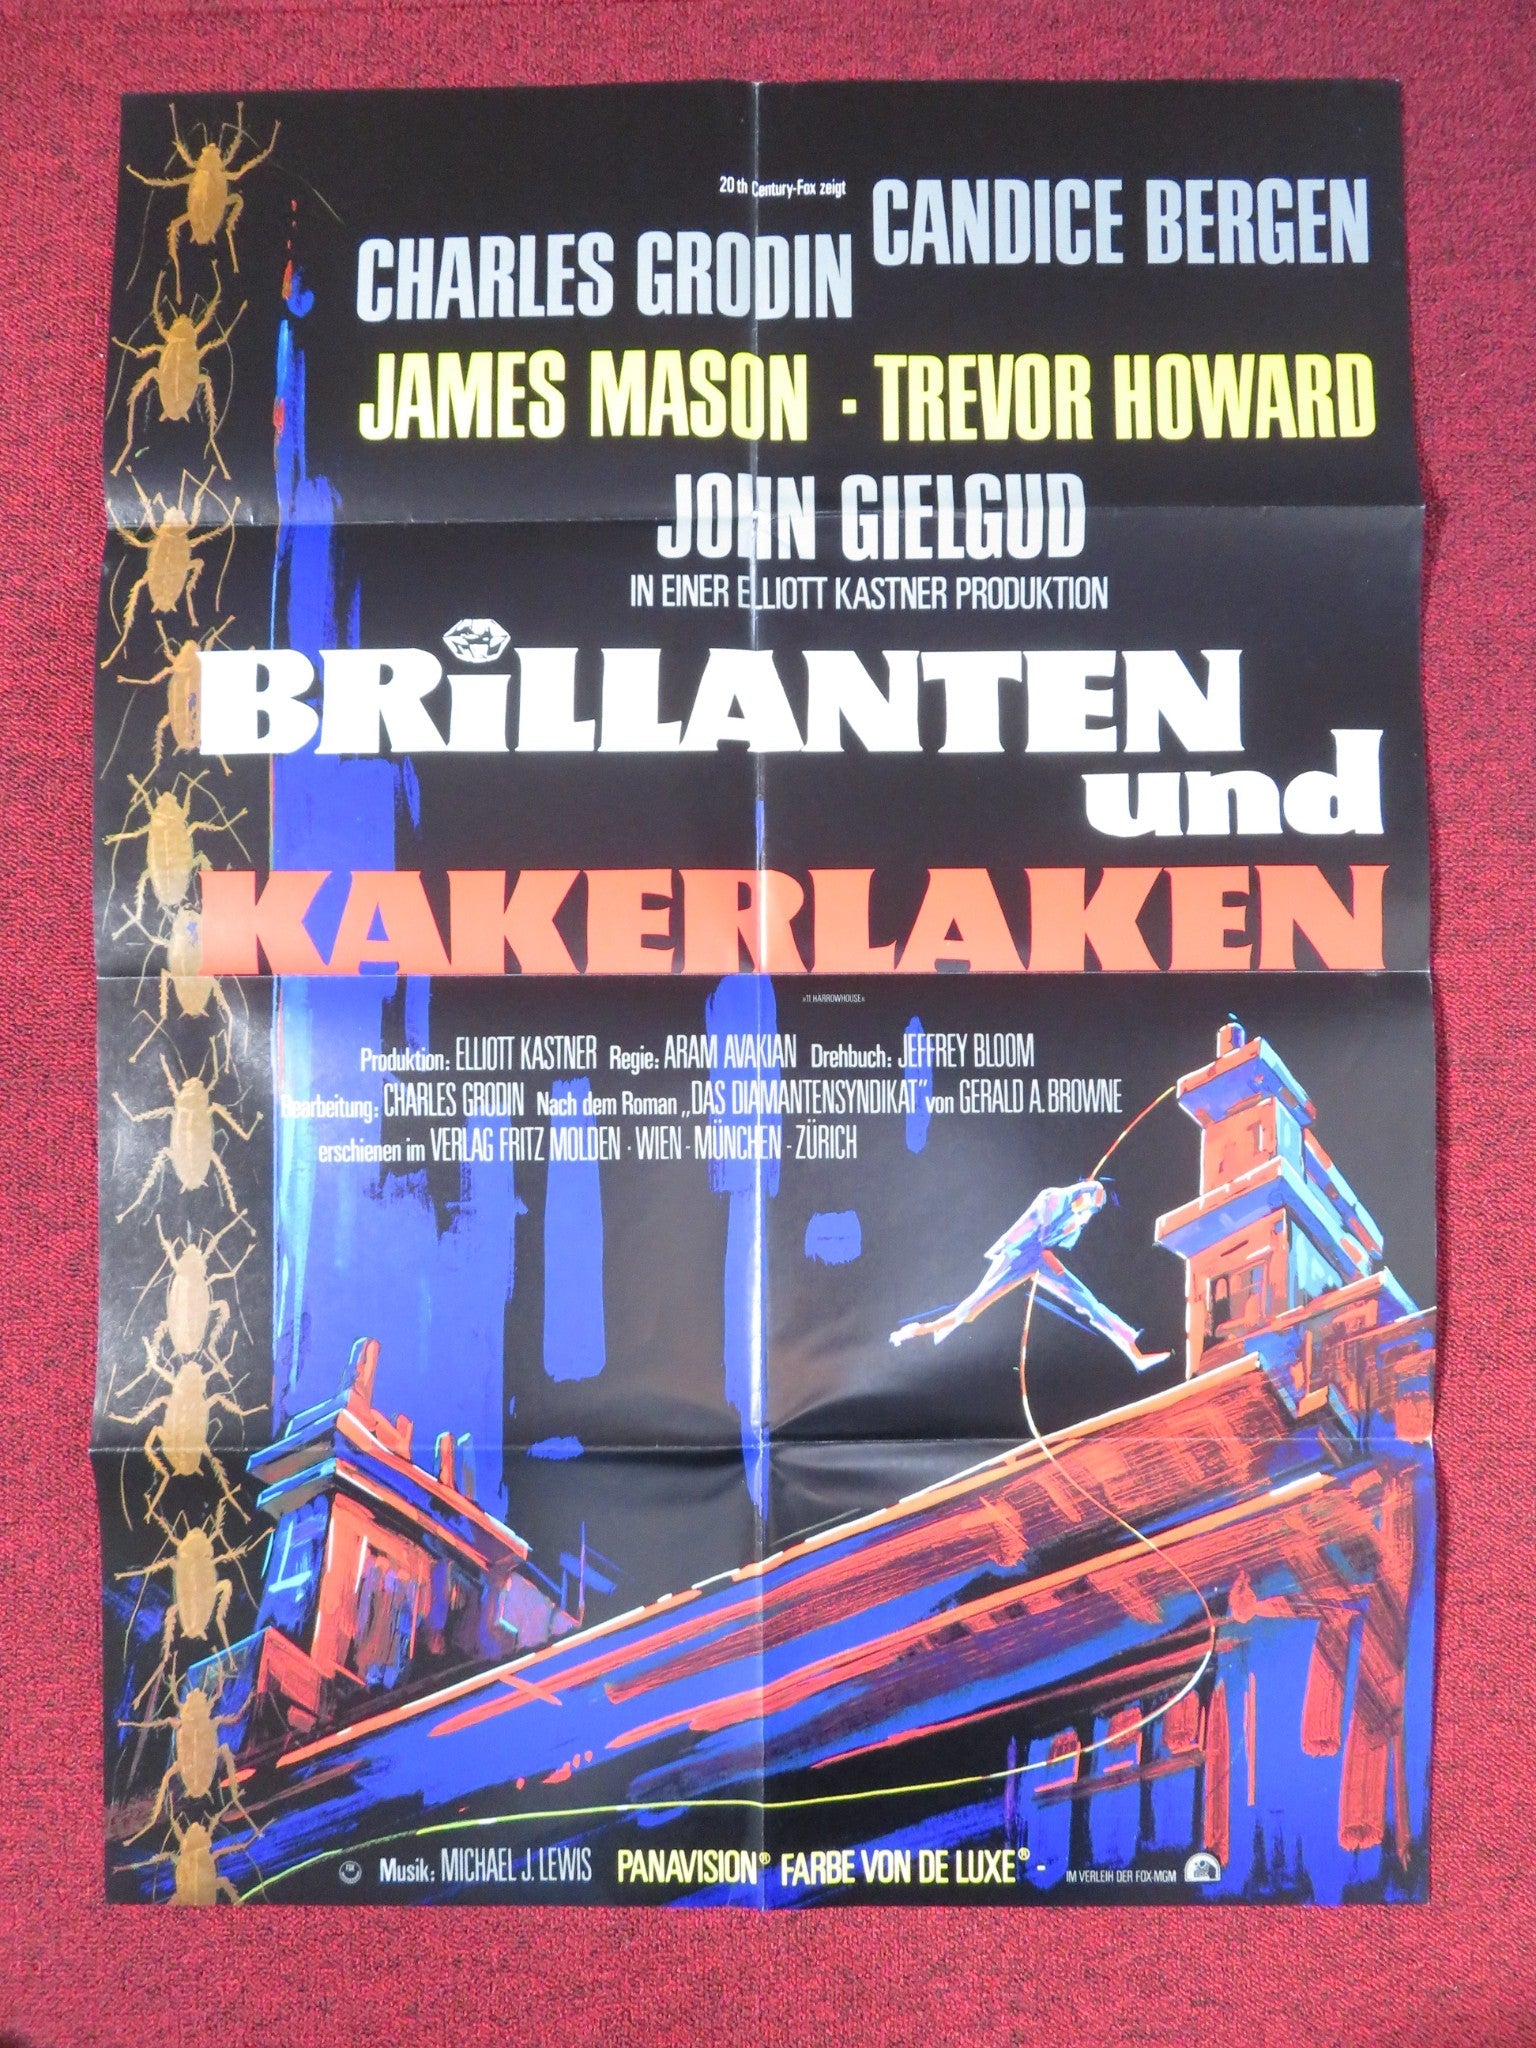 20th Century-Fox zeigt
CHARLES GRODIN CANDICE BERGEN
JAMES MASON · TREVOR HOWARD
JOHN GIELGUD
IN EINER ELLIOTT KASTNER PRODUKTION
BRiLLANTEN
und
KAKERLAKEN
»11 HARROWHOUSE«
Produktion: ELLIOTT KASTNER Regie: ARAM AVAKIAN Drehbuch: JEFFREY BLOOM
Bearbeitung: CHARLES GRODIN Nach dem Roman „DAS DIAMANTENSYNDIKAT" von GERALD A. BROWNE
erschienen im VERLAG FRITZ MOLDEN · WIEN - MÜNCHEN - ZÜRICH
Musik: MICHAEL J. LEWIS PANAVISION® FARBE VON DE LUXE® - IM VERLEIH DER FOX-MGM